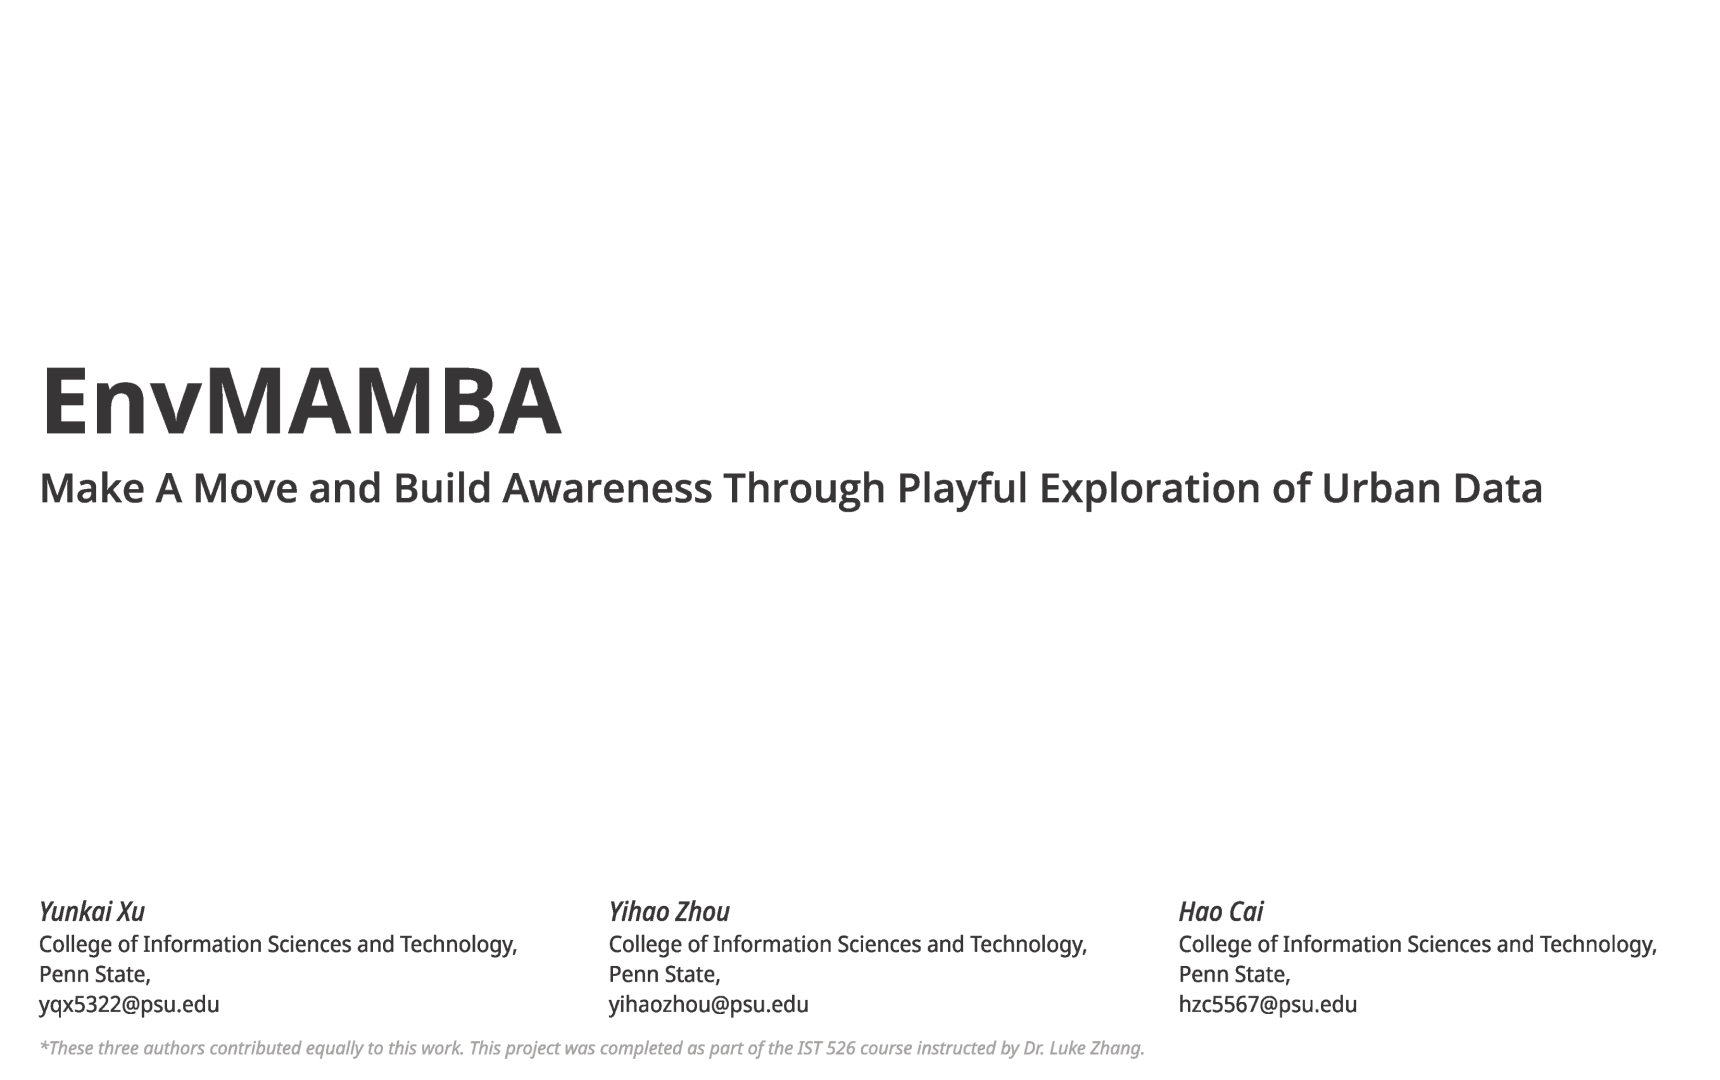 EnvMAMBA
Make A Move and Build Awareness Through Playful Exploration of Urban Data
Yunkai Xu
College of Information Sciences and Technology,
Penn State,
yqx5322@psu.edu
Yihao Zhou
College of Information Sciences and Technology,
Penn State,
yihaozhou@psu.edu
Hao Cai
College of Information Sciences and Technology,
Penn State,
hzc5567@psu.edu
*These three authors contributed equally to this work. This project was completed as part of the IST 526 course instructed by Dr. Luke Zhang.